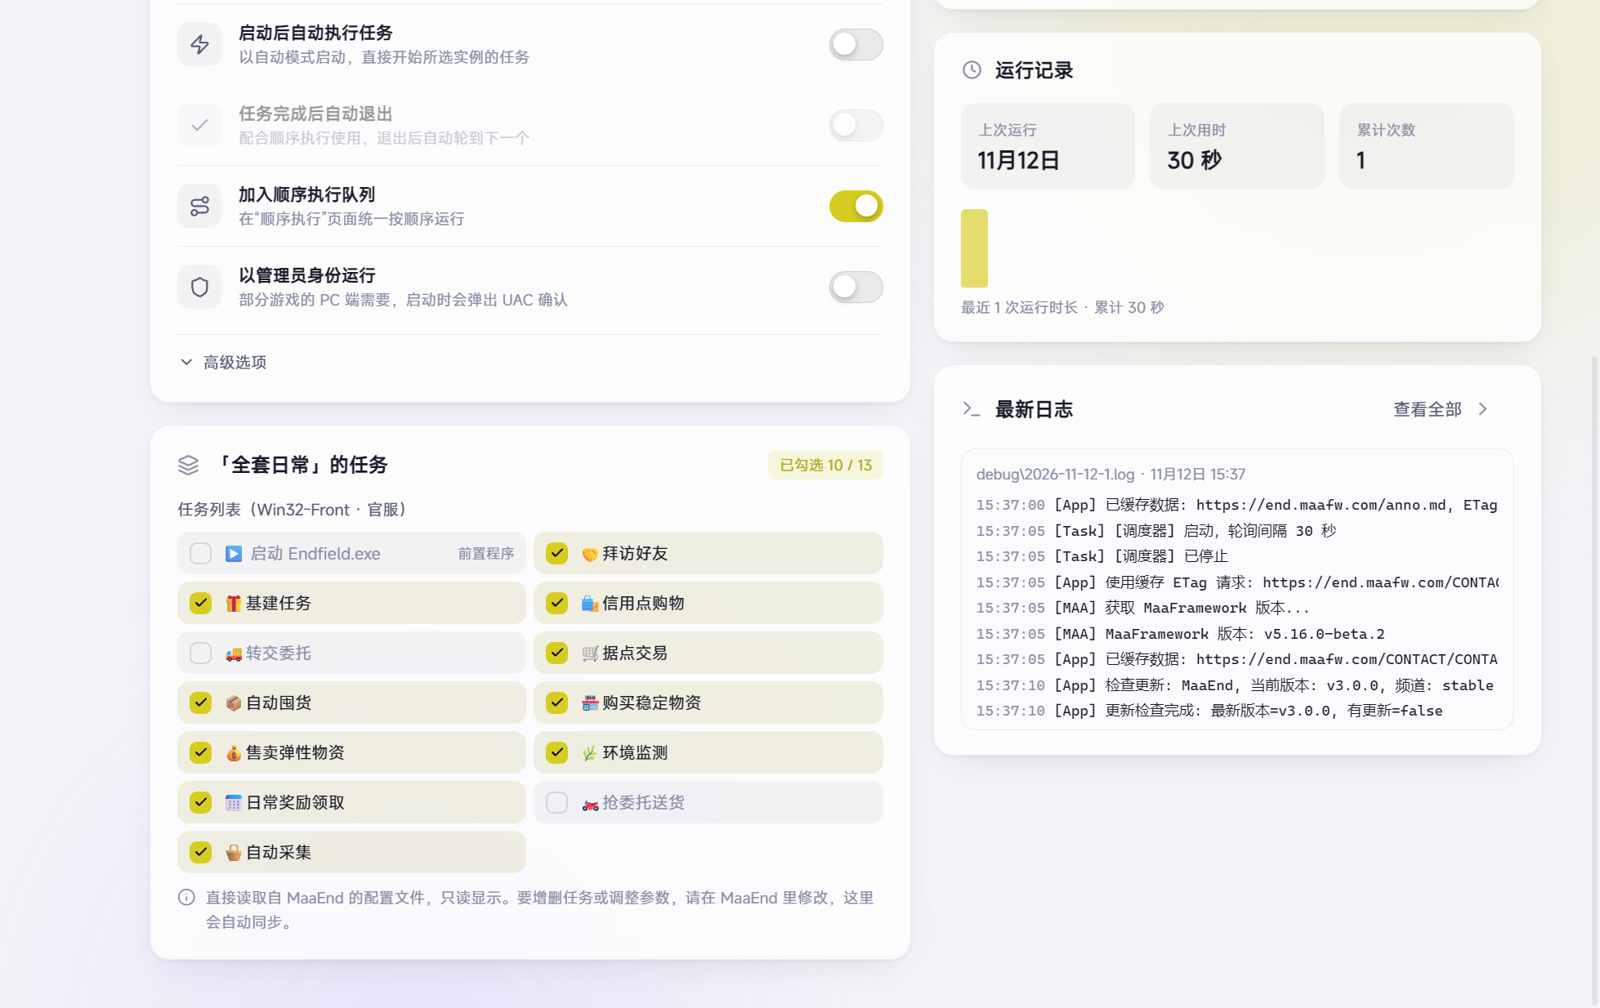 启动后自动执行任务
以自动模式启动，直接开始所选实例的任务
任务完成后自动退出
配合顺序执行使用，退出后自动轮到下一个
加入顺序执行队列
在“顺序执行”页面统一按顺序运行
以管理员身份运行
部分游戏的 PC 端需要，启动时会弹出 UAC 确认
高级选项
「全套日常」的任务
已勾选 10 / 13
任务列表（Win32-Front · 官服）
启动 Endfield.exe 前置程序
拜访好友
基建任务
信用点购物
转交委托
据点交易
自动囤货
购买稳定物资
售卖弹性物资
环境监测
日常奖励领取
抢委托送货
自动采集
直接读取自 MaaEnd 的配置文件，只读显示。要增删任务或调整参数，请在 MaaEnd 里修改，这里
会自动同步。
运行记录
上次运行
11月12日
上次用时
30 秒
累计次数
1
最近 1 次运行时长 · 累计 30 秒
最新日志
查看全部
debug\2026-11-12-1.log · 11月12日 15:37
15:37:00 [App] 已缓存数据: https://end.maafw.com/anno.md, ETag
15:37:05 [Task] [调度器] 启动，轮询间隔 30 秒
15:37:05 [Task] [调度器] 已停止
15:37:05 [App] 使用缓存 ETag 请求: https://end.maafw.com/CONTAC
15:37:05 [MAA] 获取 MaaFramework 版本...
15:37:05 [MAA] MaaFramework 版本: v5.16.0-beta.2
15:37:05 [App] 已缓存数据: https://end.maafw.com/CONTACT/CONTA
15:37:10 [App] 检查更新: MaaEnd, 当前版本: v3.0.0, 频道: stable
15:37:10 [App] 更新检查完成: 最新版本=v3.0.0, 有更新=false